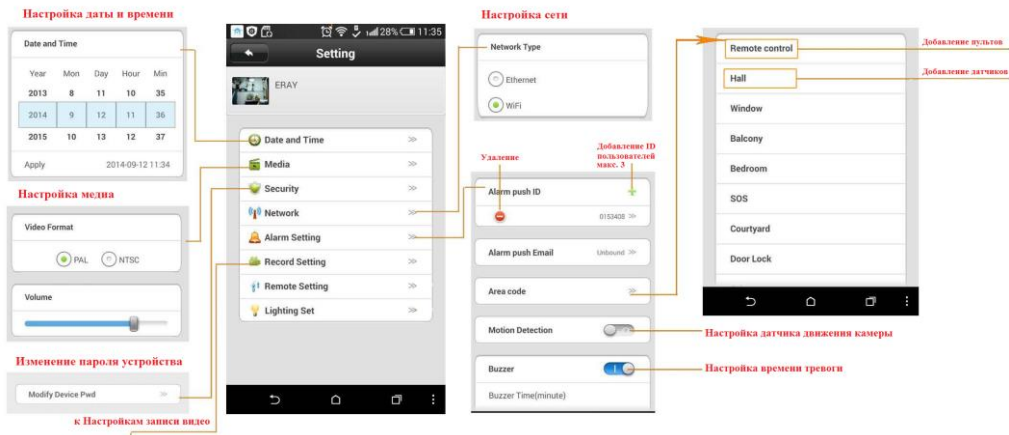 Настройка даты и времени
Date and Time
Year Mon Day Hour Min
2013 8 11 10 35
2014 9 12 11 36
2015 10 13 12 37
Apply 2014-09-12 11:34
Настройка медиа
Video Format
PAL NTSC
Volume
Изменение пароля устройства
Modify Device Pwd
к Настройкам записи видео
28% 11:35
Setting
ERAY
Date and Time
Media
Security
Network
Alarm Setting
Record Setting
Remote Setting
Lighting Set
Настройка сети
Network Type
Ethernet
WiFi
Удаление
Добавление ID
пользователей
макс. 3
Alarm push ID
0153408
Alarm push Email Unbound
Area code
Motion Detection
Buzzer
Buzzer Time(minute)
Настройка датчика движения камеры
Настройка времени тревоги
Remote control
Hall
Window
Balcony
Bedroom
SOS
Courtyard
Door Lock
Добавление пультов
Добавление датчиков